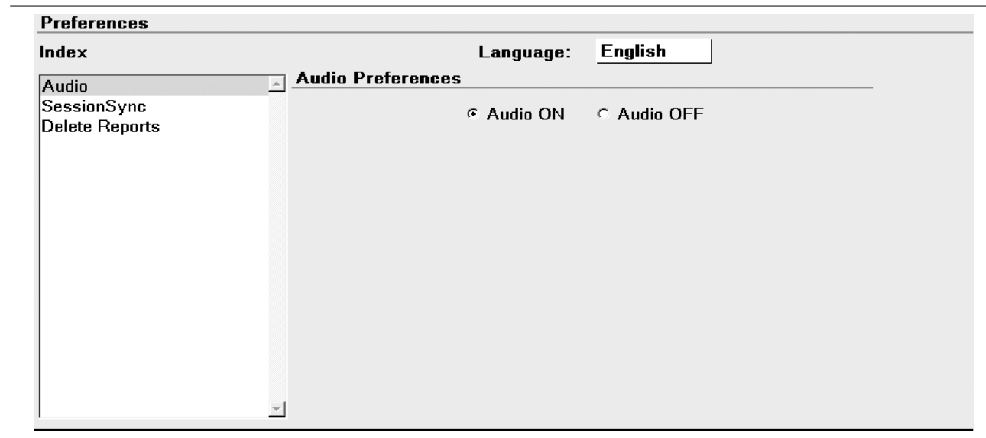 Preferences
Index
Language: English
Audio
SessionSync
Delete Reports
Audio Preferences
Audio ON Audio OFF